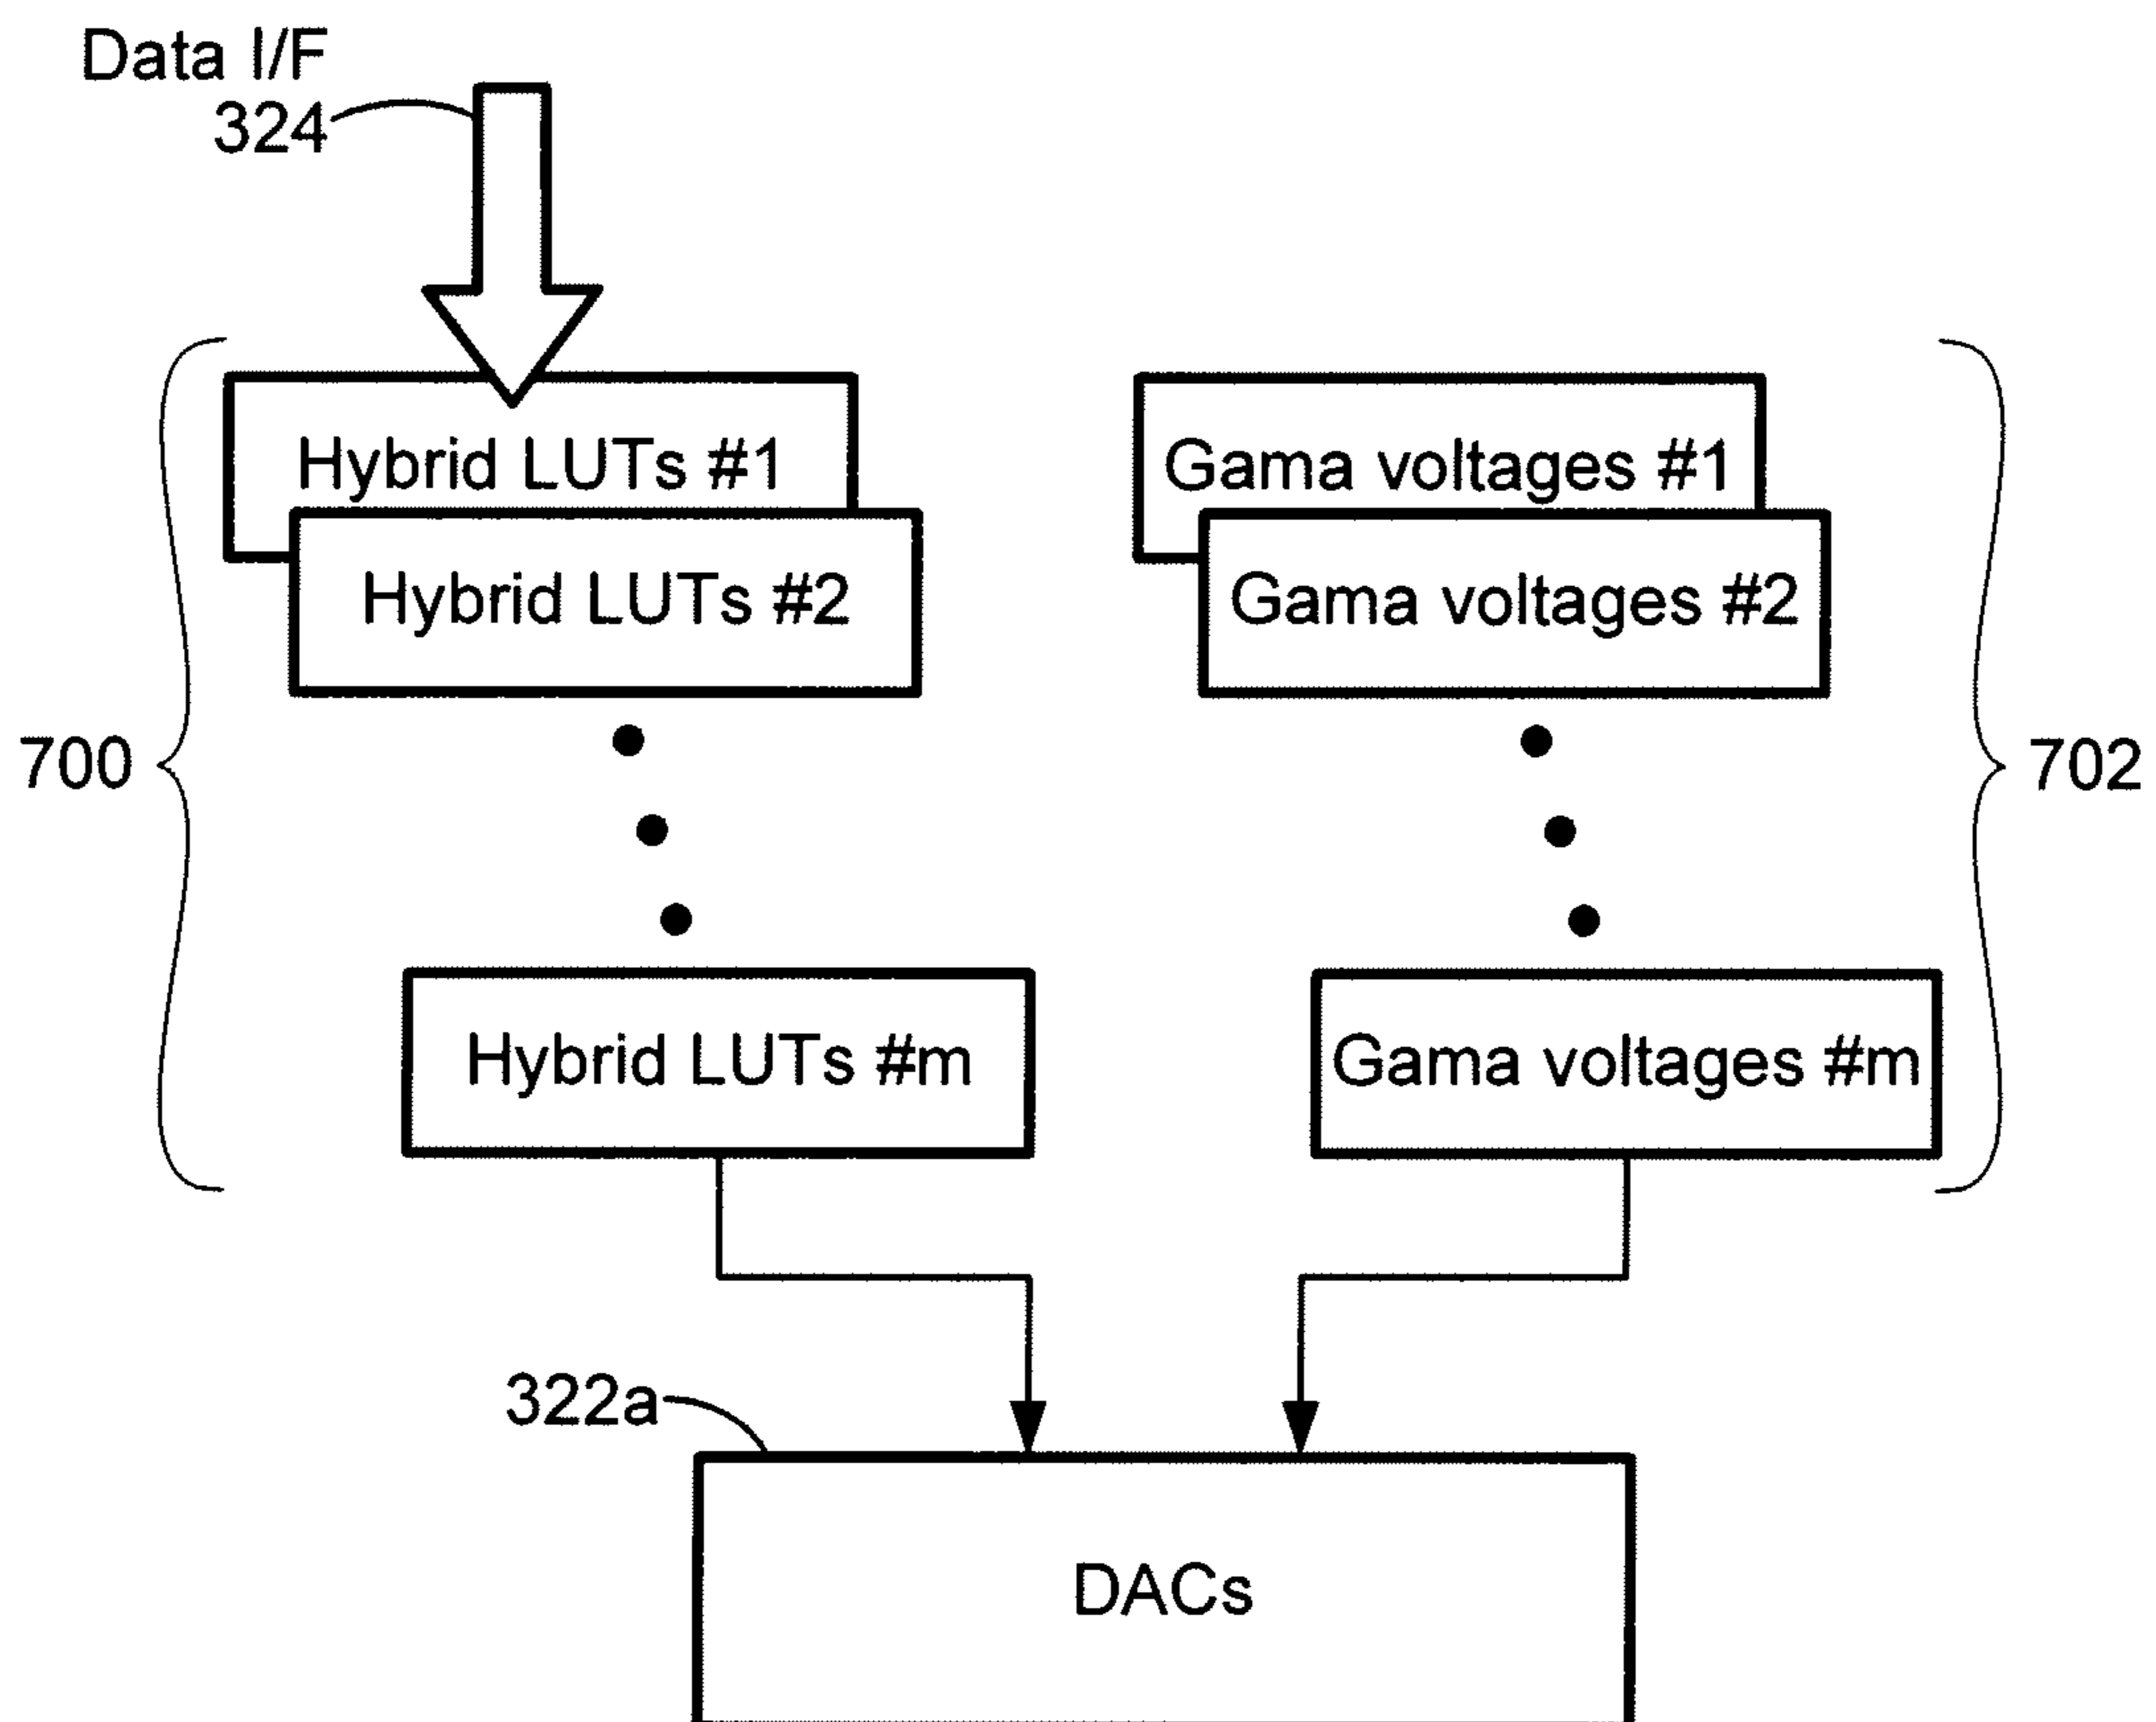 Data I/F
324
Hybrid LUTs #1
Gama voltages #1
Hybrid LUTs #2
Gama voltages #2
700
702
Hybrid LUTs #m
Gama voltages #m
322a
DACs